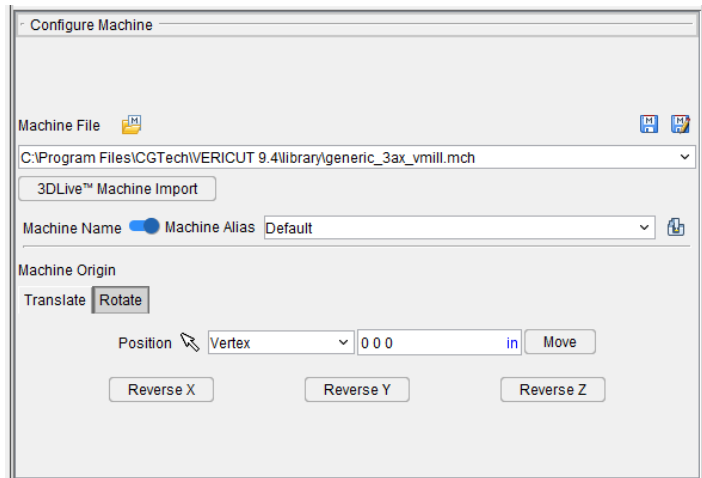 Configure Machine
Machine File
C:\Program Files\CGTech\VERICUT 9.4\library\generic_3ax_vmill.mch
3DLive™ Machine Import
Machine Name Machine Alias Default
Machine Origin
Translate Rotate
Position Vertex 0 0 0 in Move
Reverse X Reverse Y Reverse Z